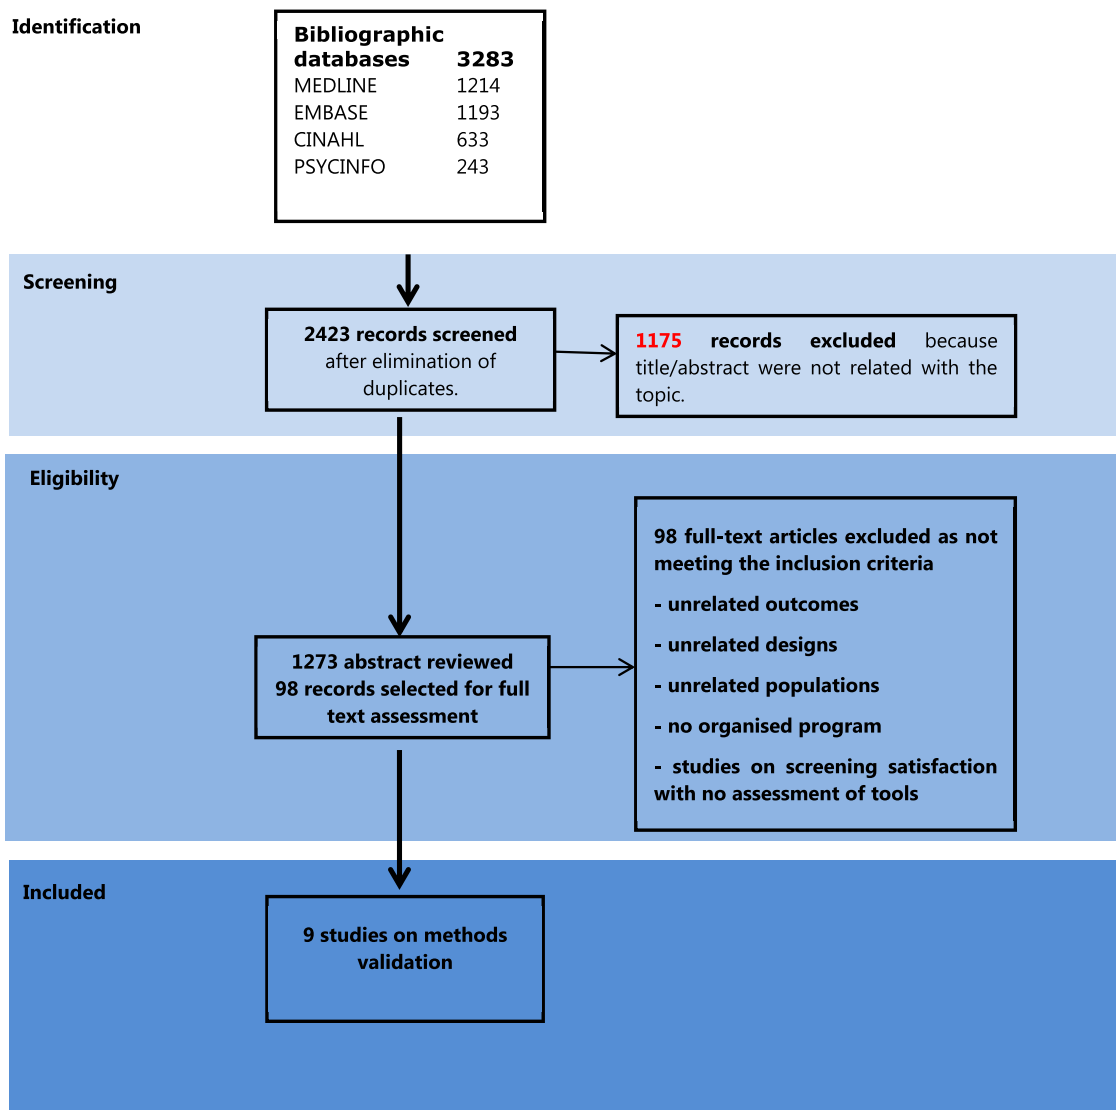 Identification
Bibliographic
databases 3283
MEDLINE 1214
EMBASE 1193
CINAHL 633
PSYCINFO 243
Screening
2423 records screened
after elimination of
duplicates.
1175 records excluded because
title/abstract were not related with the
topic.
Eligibility
98 full-text articles excluded as not
meeting the inclusion criteria
- unrelated outcomes
- unrelated designs
- unrelated populations
- no organised program
- studies on screening satisfaction
with no assessment of tools
1273 abstract reviewed
98 records selected for full
text assessment
Included
9 studies on methods
validation